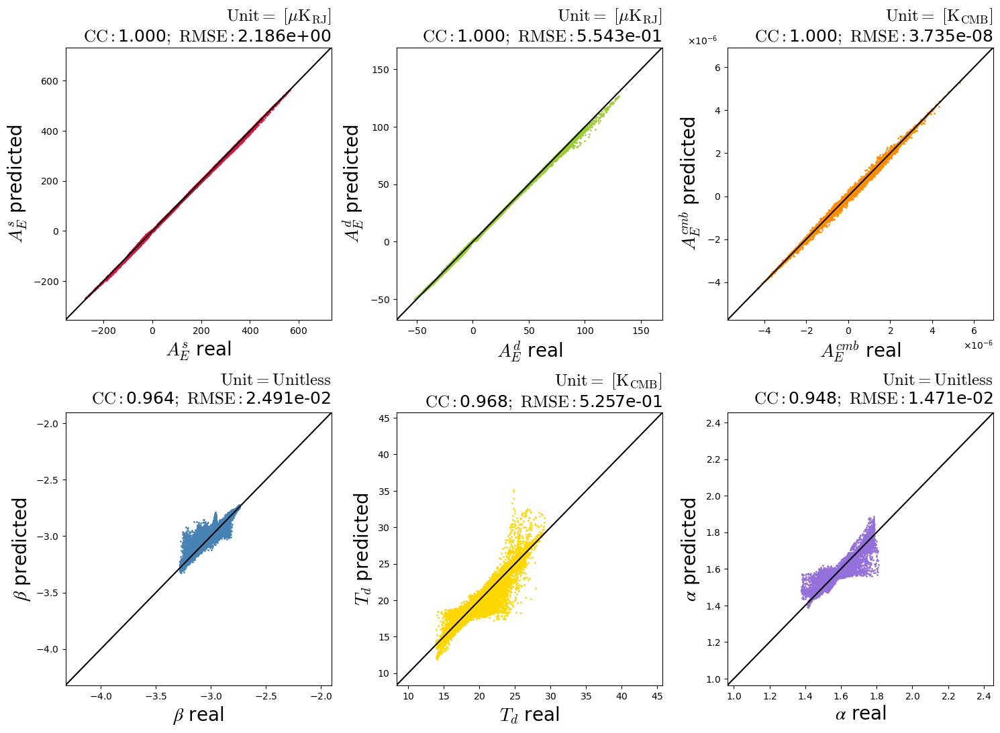 Unit = [μK_RJ]
CC: 1.000; RMSE: 2.186e+00
600
400
200
0
−200
−200 0 200 400 600
A_E^s predicted
A_E^s real
Unit = [μK_RJ]
CC: 1.000; RMSE: 5.543e-01
150
100
50
0
−50
−50 0 50 100 150
A_E^d predicted
A_E^d real
Unit = [K_CMB]
CC: 1.000; RMSE: 3.735e-08
×10⁻⁶
6
4
2
0
−2
−4
−4 −2 0 2 4 6
×10⁻⁶
A_E^cmb predicted
A_E^cmb real
Unit = Unitless
CC: 0.964; RMSE: 2.491e-02
−2.0
−2.5
−3.0
−3.5
−4.0
−4.0 −3.5 −3.0 −2.5 −2.0
β predicted
β real
Unit = [K_CMB]
CC: 0.968; RMSE: 5.257e-01
45
40
35
30
25
20
15
10
10 15 20 25 30 35 40 45
T_d predicted
T_d real
Unit = Unitless
CC: 0.948; RMSE: 1.471e-02
2.4
2.2
2.0
1.8
1.6
1.4
1.2
1.0
1.0 1.2 1.4 1.6 1.8 2.0 2.2 2.4
α predicted
α real